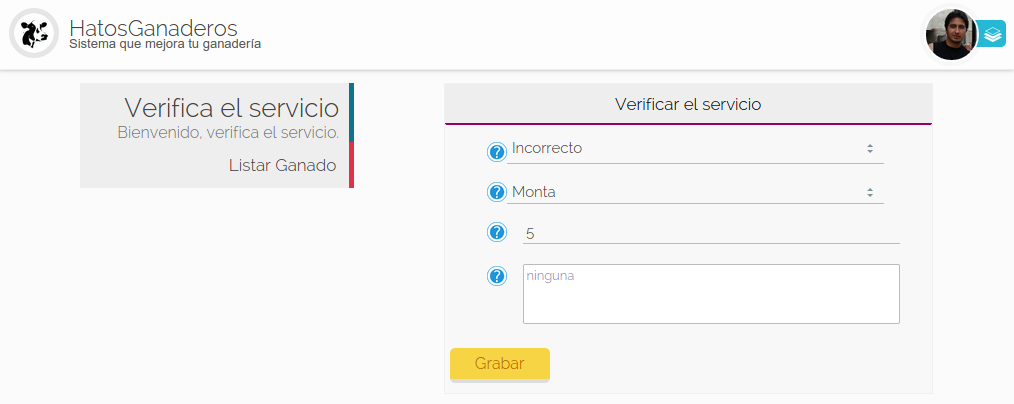 HatosGanaderos
Sistema que mejora tu ganadería
Verifica el servicio
Bienvenido, verifica el servicio.
Listar Ganado
Verificar el servicio
? Incorrecto
? Monta
? 5
? ninguna
Grabar